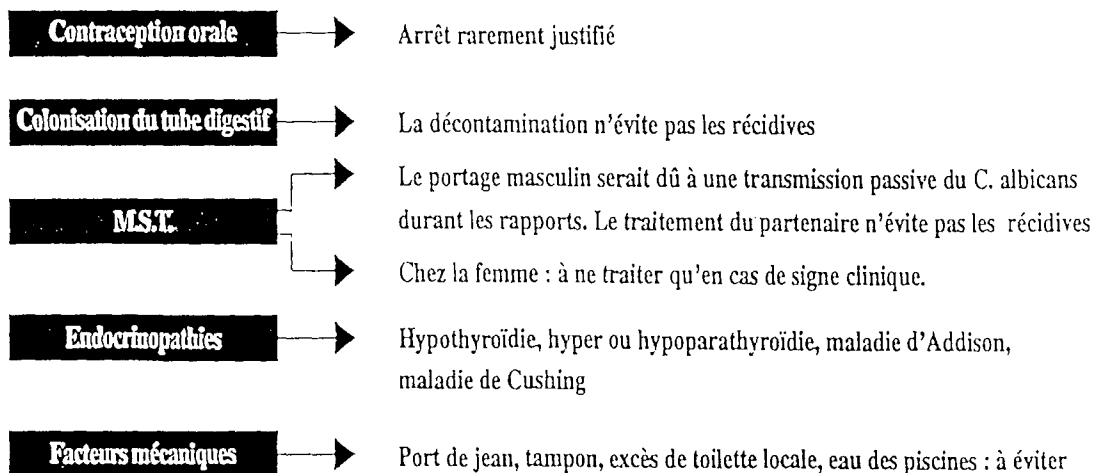 Contraception orale
Arrêt rarement justifié
Colonisation du tube digestif
La décontamination n'évite pas les récidives
M.S.T.
Le portage masculin serait dû à une transmission passive du C. albicans
durant les rapports. Le traitement du partenaire n'évite pas les récidives
Chez la femme : à ne traiter qu'en cas de signe clinique.
Endocrinopathies
Hypothyroïdie, hyper ou hypoparathyroïdie, maladie d'Addison,
maladie de Cushing
Facteurs mécaniques
Port de jean, tampon, excès de toilette locale, eau des piscines : à éviter